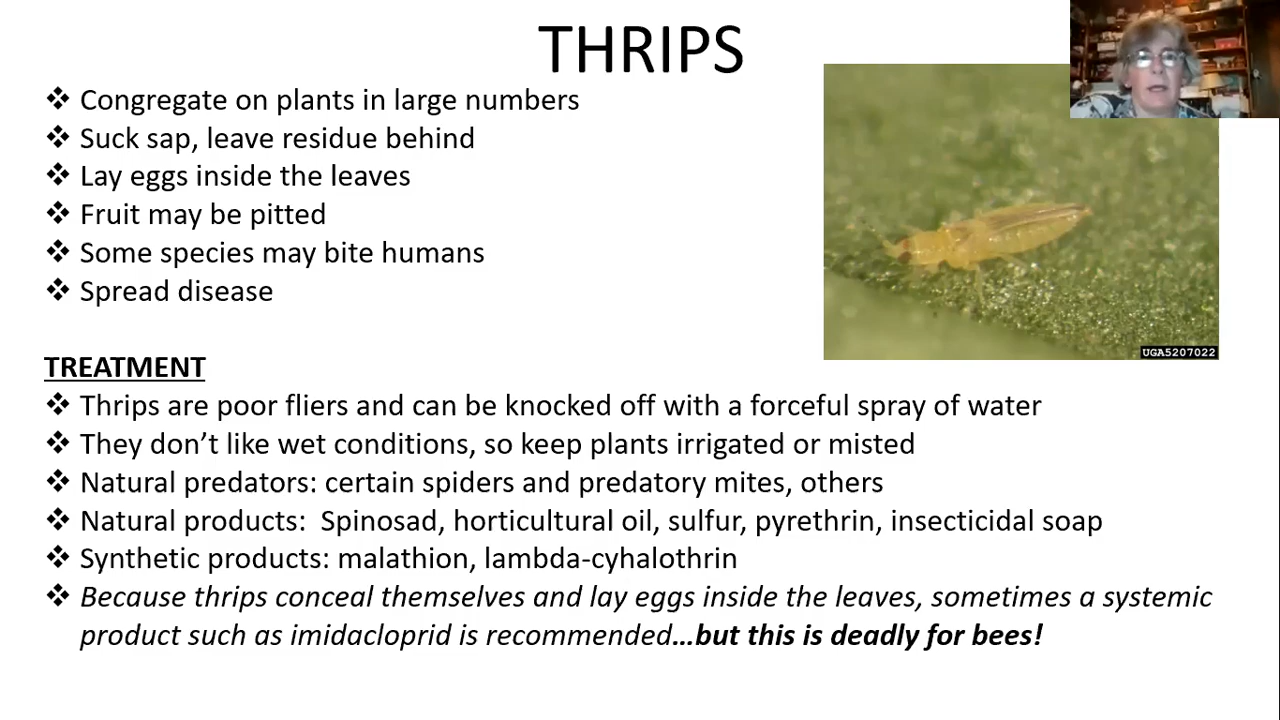 THRIPS
❖ Congregate on plants in large numbers
❖ Suck sap, leave residue behind
❖ Lay eggs inside the leaves
❖ Fruit may be pitted
❖ Some species may bite humans
❖ Spread disease
UGA5207022
TREATMENT
❖ Thrips are poor fliers and can be knocked off with a forceful spray of water
❖ They don’t like wet conditions, so keep plants irrigated or misted
❖ Natural predators: certain spiders and predatory mites, others
❖ Natural products:  Spinosad, horticultural oil, sulfur, pyrethrin, insecticidal soap
❖ Synthetic products: malathion, lambda-cyhalothrin
❖ Because thrips conceal themselves and lay eggs inside the leaves, sometimes a systemic
product such as imidacloprid is recommended…but this is deadly for bees!